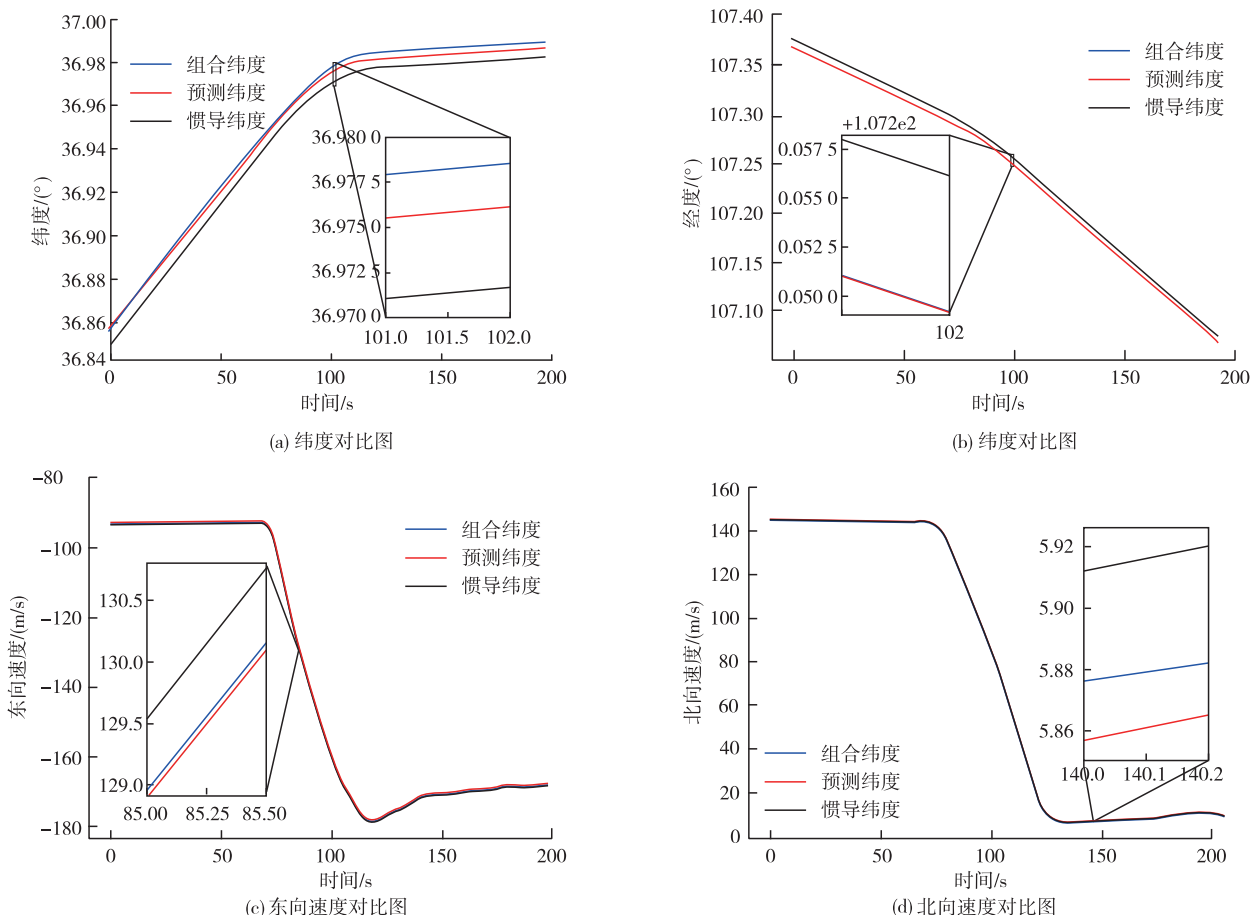 37.00
36.98
36.96
36.94
36.92
36.90
36.88
36.86
36.84
纬度/(°)
组合纬度
预测纬度
惯导纬度
36.980 0
36.977 5
36.975 0
36.972 5
36.970 0
101.0 101.5 102.0
0 50 100 150 200
时间/s
(a) 纬度对比图
107.40
107.35
107.30
107.25
107.20
107.15
107.10
经度/(°)
组合纬度
预测纬度
惯导纬度
+1.072e2
0.057 5
0.055 0
0.052 5
0.050 0
102
0 50 100 150 200
时间/s
(b) 纬度对比图
-80
-100
-120
-140
-160
-180
东向速度/(m/s)
组合纬度
预测纬度
惯导纬度
130.5
130.0
129.5
129.0
85.00 85.25 85.50
0 50 100 150 200
时间/s
(c) 东向速度对比图
160
140
120
100
80
60
40
20
0
北向速度/(m/s)
组合纬度
预测纬度
惯导纬度
5.92
5.90
5.88
5.86
140.0 140.1 140.2
0 50 100 150 200
时间/s
(d) 北向速度对比图